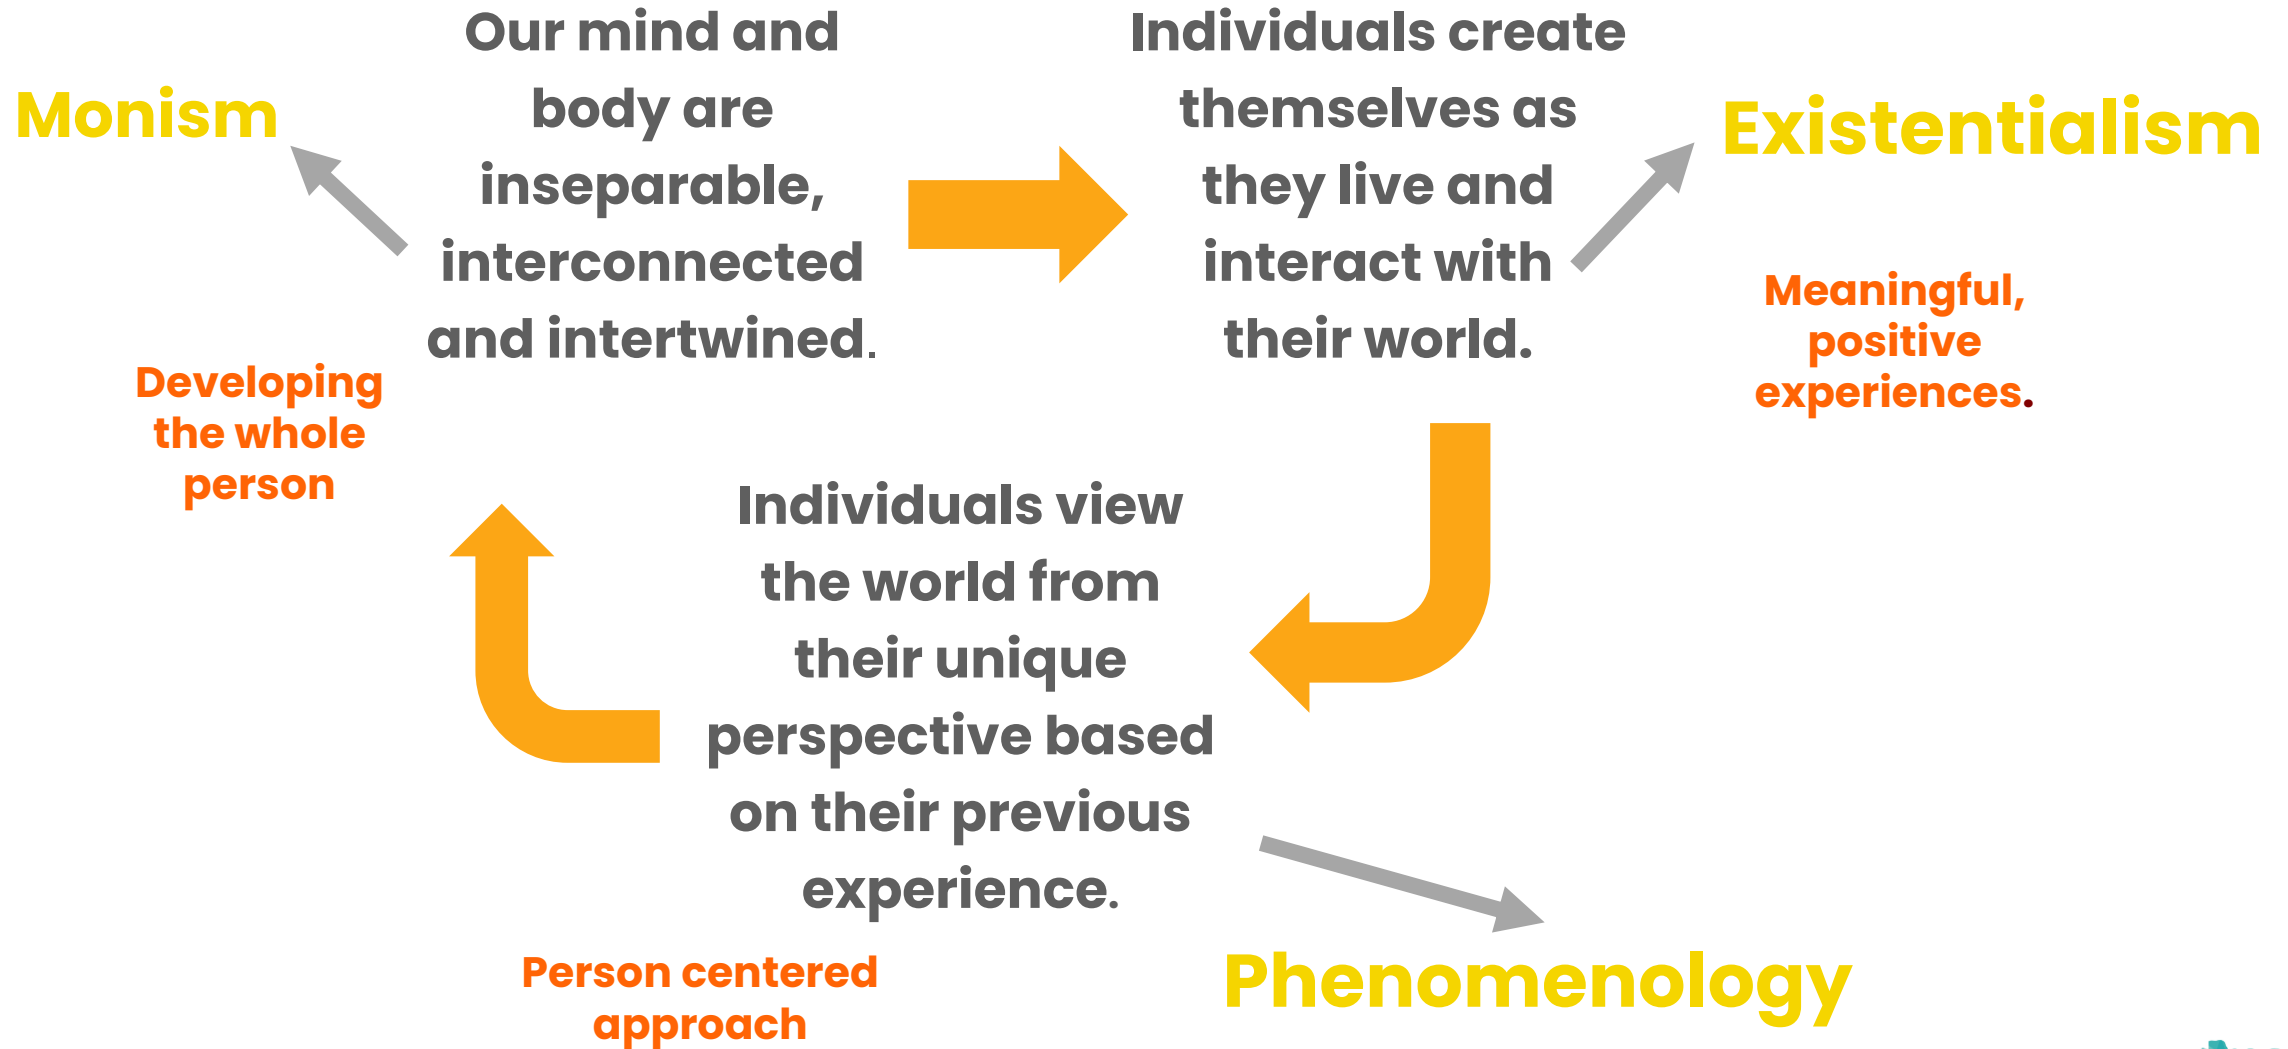 Monism
Our mind and
body are
inseparable,
interconnected
and intertwined.
Individuals create
themselves as
they live and
interact with
their world.
Existentialism
Meaningful,
positive
experiences.
Developing
the whole
person
Individuals view
the world from
their unique
perspective based
on their previous
experience.
Person centered
approach
Phenomenology